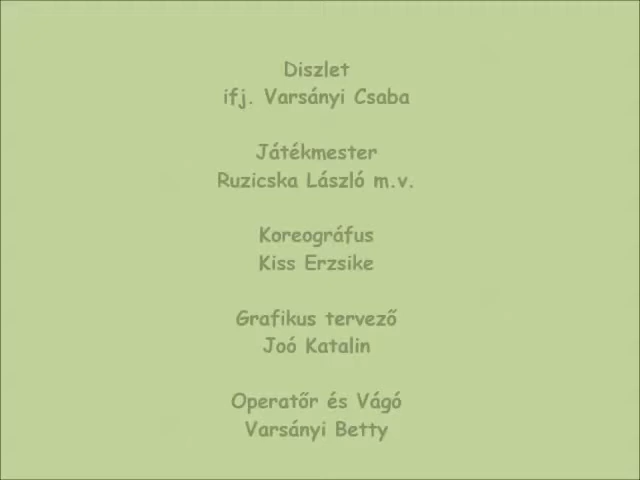 Diszlet
ifj. Varsányi Csaba
Játékmester
Ruzicska László m.v.
Koreográfus
Kiss Erzsike
Grafikus tervező
Joó Katalin
Operatőr és Vágó
Varsányi Betty